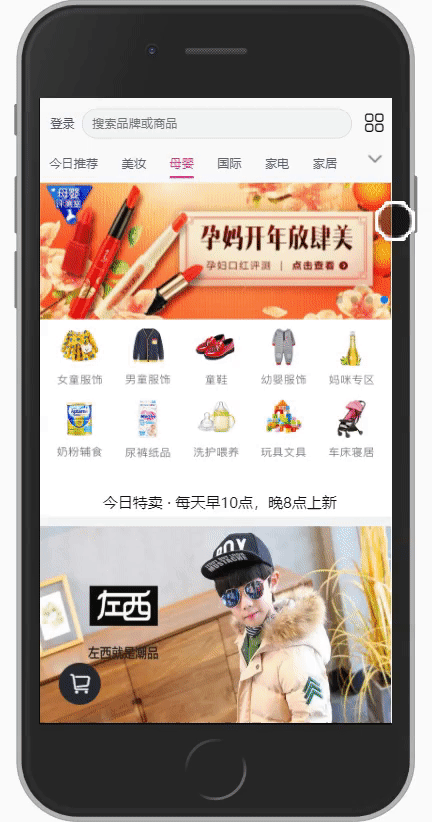 登录
搜索品牌或商品
今日推荐 美妆 母婴 国际 家电 家居
母婴
评测室
孕妈开年放肆美
孕妇口红评测 | 点击查看
女童服饰 男童服饰 童鞋 幼婴服饰 妈咪专区
奶粉辅食 尿裤纸品 洗护喂养 玩具文具 车床寝居
今日特卖 · 每天早10点，晚8点上新
BOY
左西
左西就是潮品